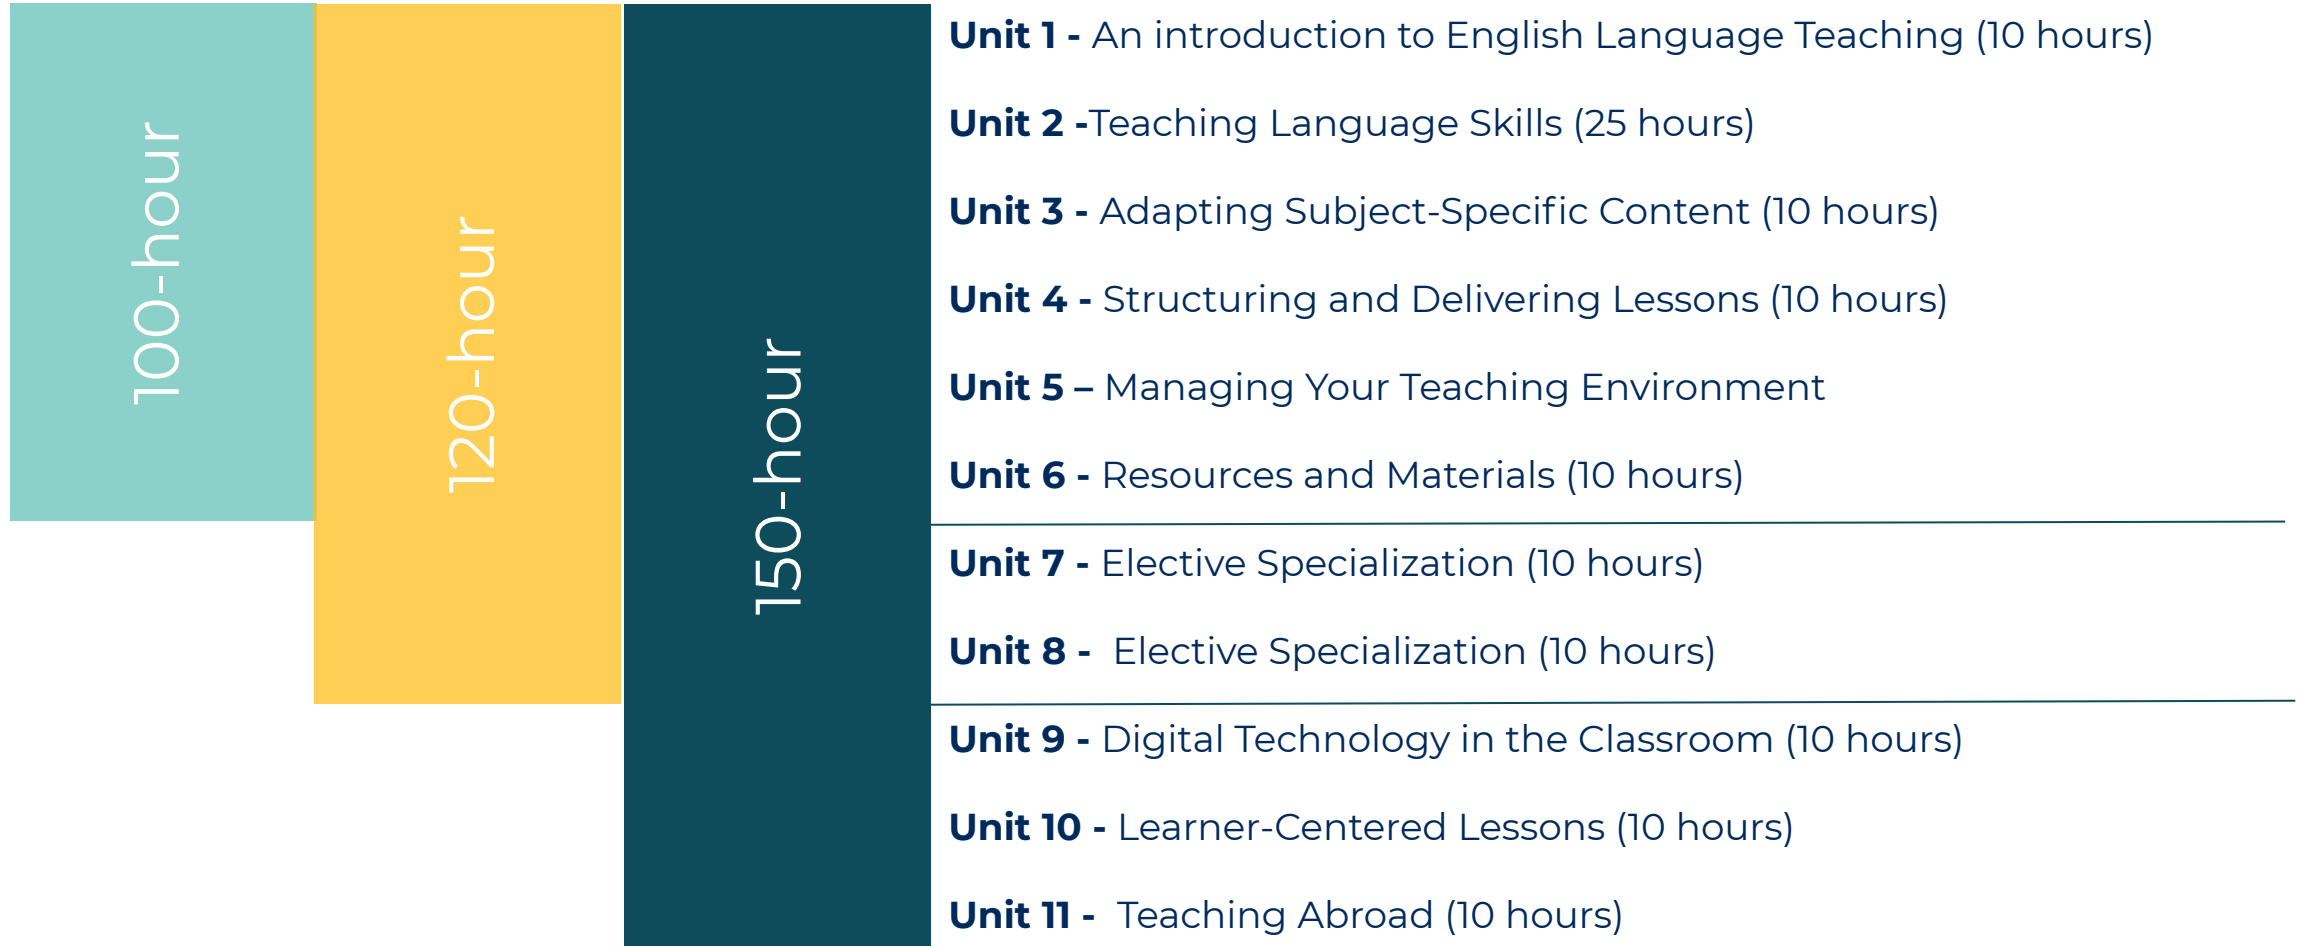 100-hour
120-hour
150-hour
Unit 1 - An introduction to English Language Teaching (10 hours)
Unit 2 -Teaching Language Skills (25 hours)
Unit 3 - Adapting Subject-Specific Content (10 hours)
Unit 4 - Structuring and Delivering Lessons (10 hours)
Unit 5 – Managing Your Teaching Environment
Unit 6 - Resources and Materials (10 hours)
Unit 7 - Elective Specialization (10 hours)
Unit 8 -  Elective Specialization (10 hours)
Unit 9 - Digital Technology in the Classroom (10 hours)
Unit 10 - Learner-Centered Lessons (10 hours)
Unit 11 -  Teaching Abroad (10 hours)